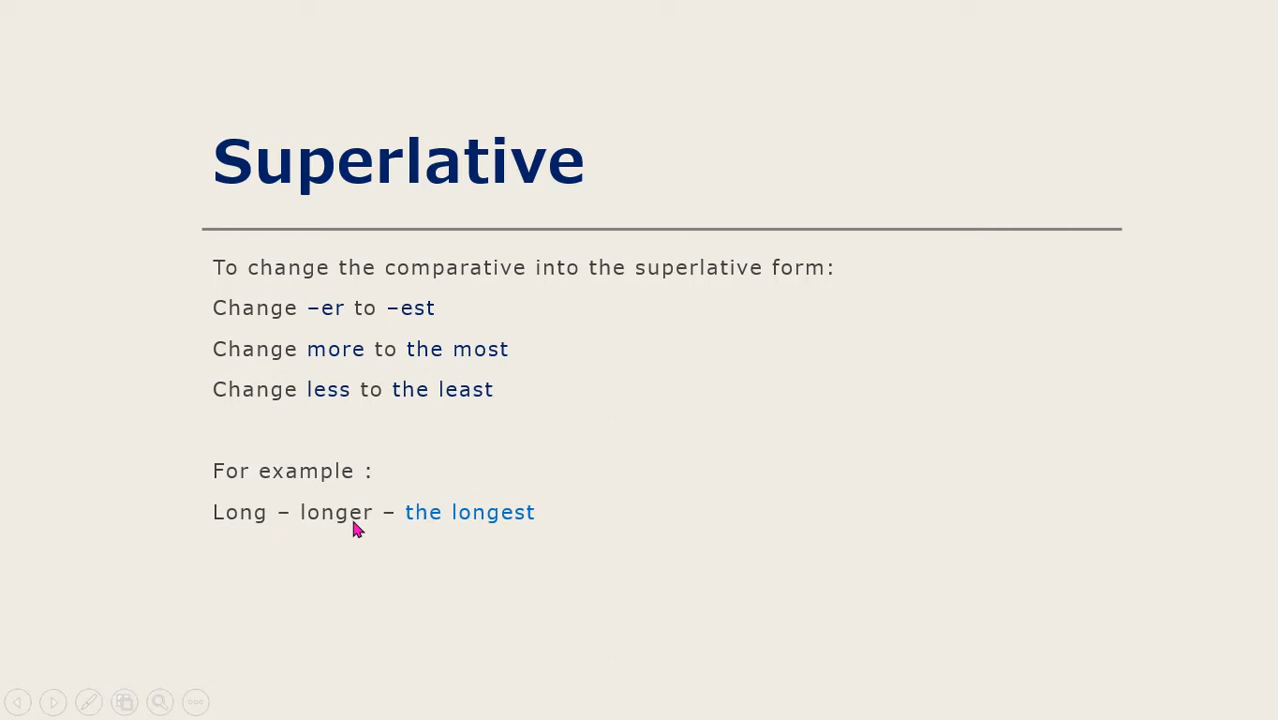 Superlative
To change the comparative into the superlative form:
Change –er to –est
Change more to the most
Change less to the least
For example :
Long – longer – the longest